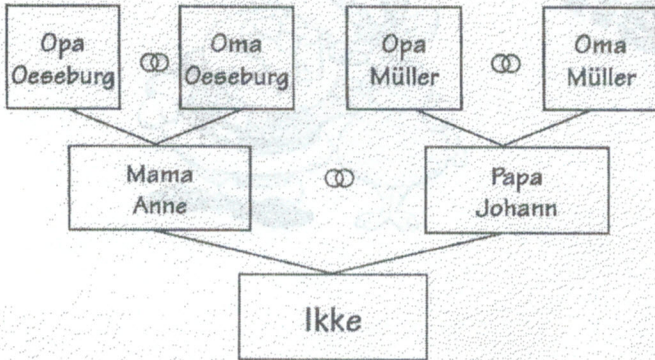 Opa
Oeseburg
Oma
Oeseburg
Opa
Müller
Oma
Müller
Mama
Anne
Papa
Johann
Ikke